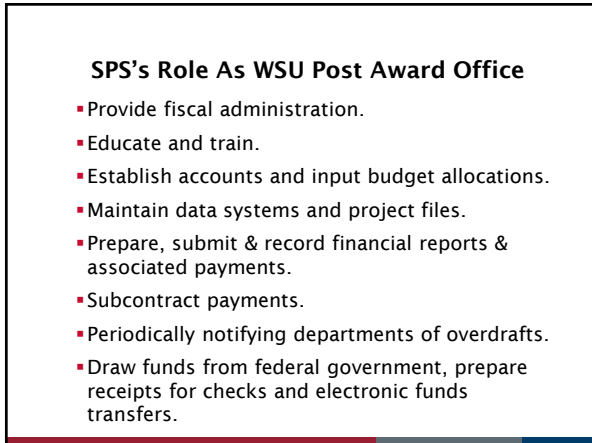 SPS’s Role As WSU Post Award Office
▪Provide fiscal administration.
▪Educate and train.
▪Establish accounts and input budget allocations.
▪Maintain data systems and project files.
▪Prepare, submit & record financial reports &
associated payments.
▪Subcontract payments.
▪Periodically notifying departments of overdrafts.
▪Draw funds from federal government, prepare
receipts for checks and electronic funds
transfers.